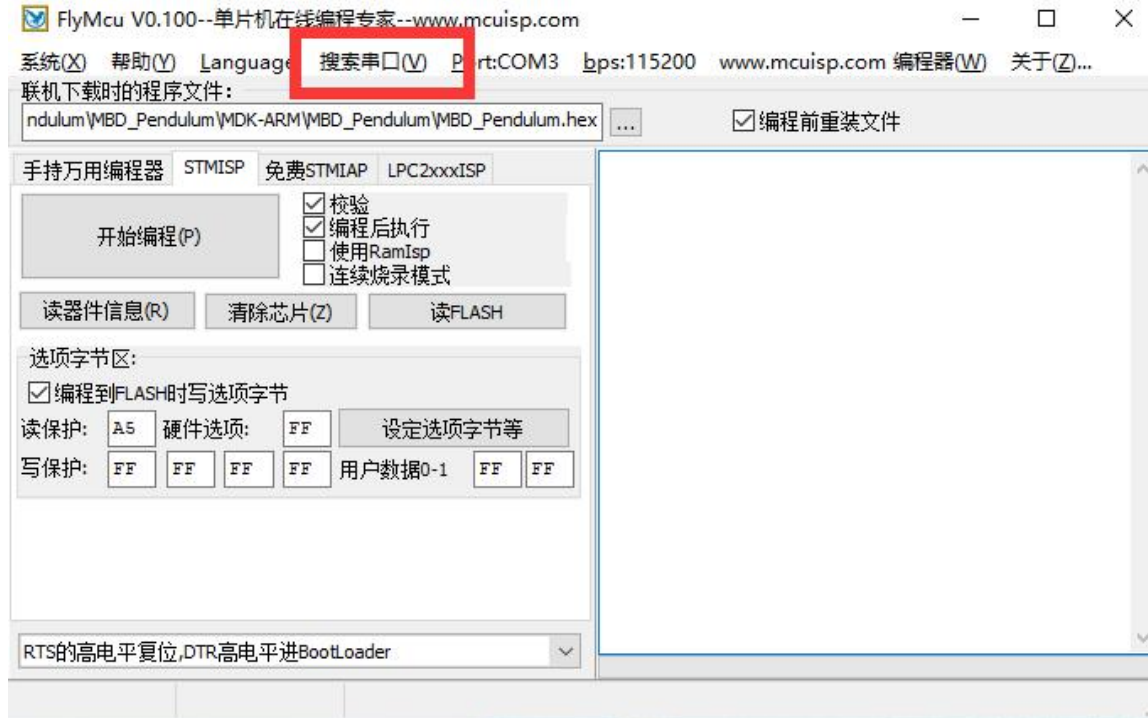 FlyMcu V0.100--单片机在线编程专家--www.mcuisp.com
系统(X) 帮助(Y) Language 搜索串口(V) Port:COM3 bps:115200 www.mcuisp.com 编程器(W) 关于(Z)...
联机下载时的程序文件：
ndulum\MBD_Pendulum\MDK-ARM\MBD_Pendulum\MBD_Pendulum.hex ... 编程前重装文件
手持万用编程器 STMISP 免费STMIAP LPC2xxxISP
开始编程(P)
校验
编程后执行
使用RamIsp
连续烧录模式
读器件信息(R) 清除芯片(Z) 读FLASH
选项字节区:
编程到FLASH时写选项字节
读保护: A5 硬件选项: FF 设定选项字节等
写保护: FF FF FF FF 用户数据0-1 FF FF
RTS的高电平复位,DTR高电平进BootLoader